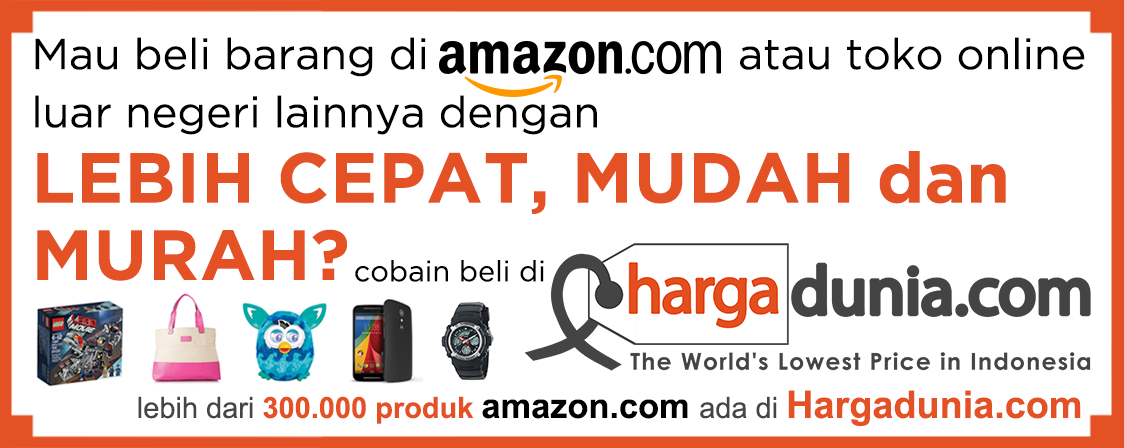 Mau beli barang di amazon.com atau toko online
luar negeri lainnya dengan
LEBIH CEPAT, MUDAH dan
MURAH? cobain beli di hargadunia.com
The World's Lowest Price in Indonesia
LEGO
MOVIE
lebih dari 300.000 produk amazon.com ada di Hargadunia.com